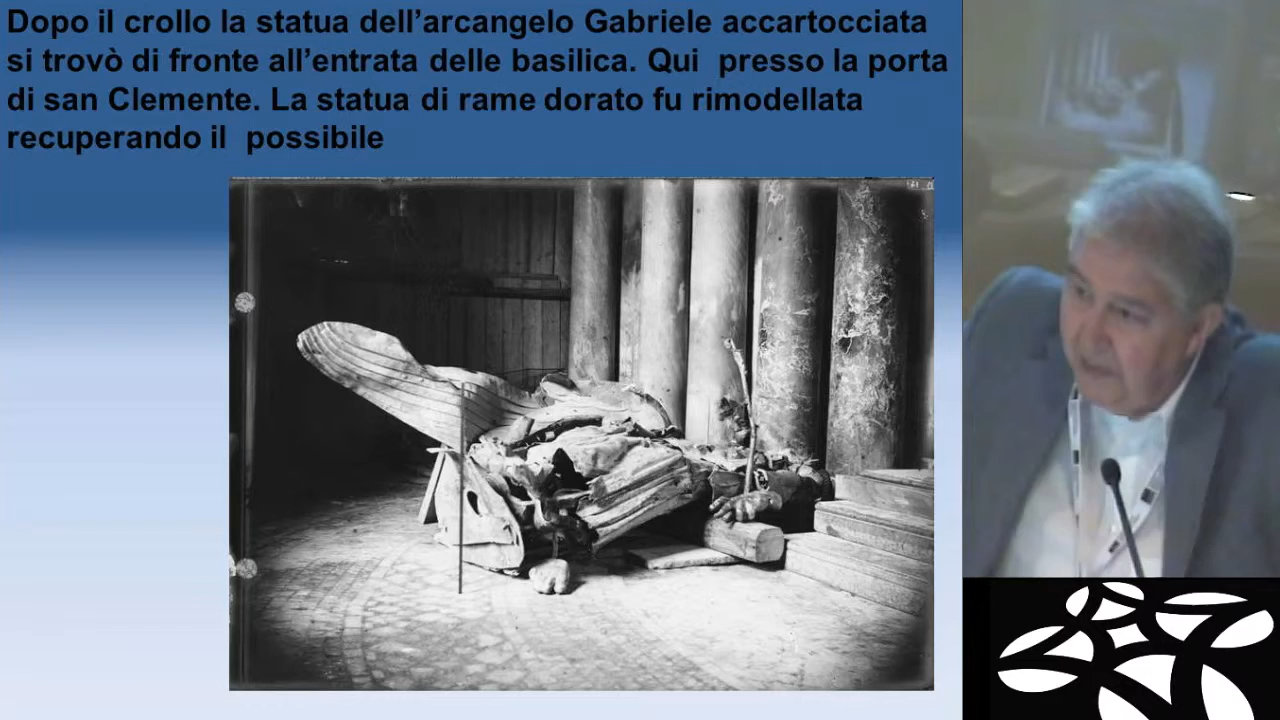 Dopo il crollo la statua dell’arcangelo Gabriele accartocciata
si trovò di fronte all’entrata delle basilica. Qui  presso la porta
di san Clemente. La statua di rame dorato fu rimodellata
recuperando il  possibile